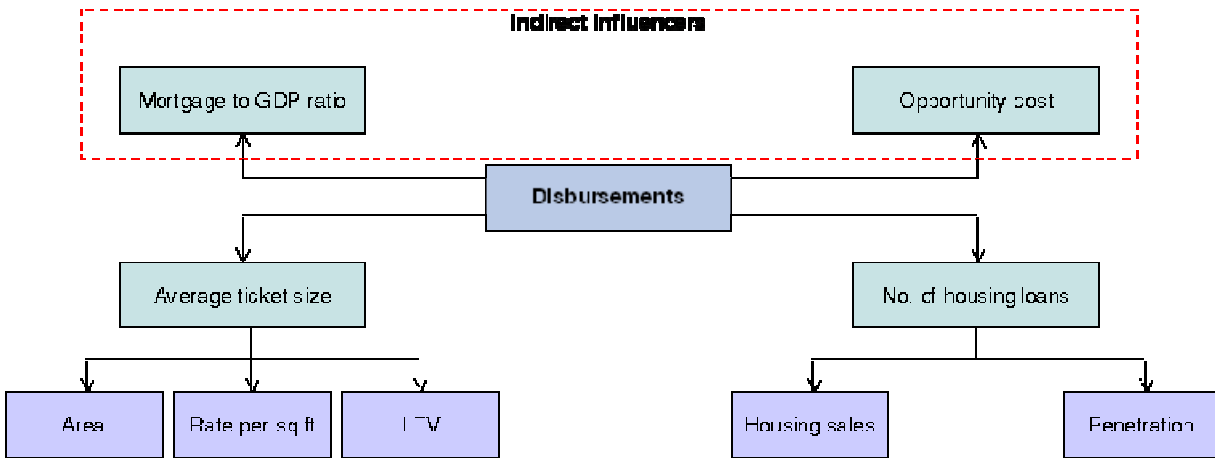 Indirect Influencers
Mortgage to GDP ratio
Opportunity cost
Disbursements
Average ticket size
No. of housing loans
Area
Rate per sq ft
LTV
Housing sales
Penetration